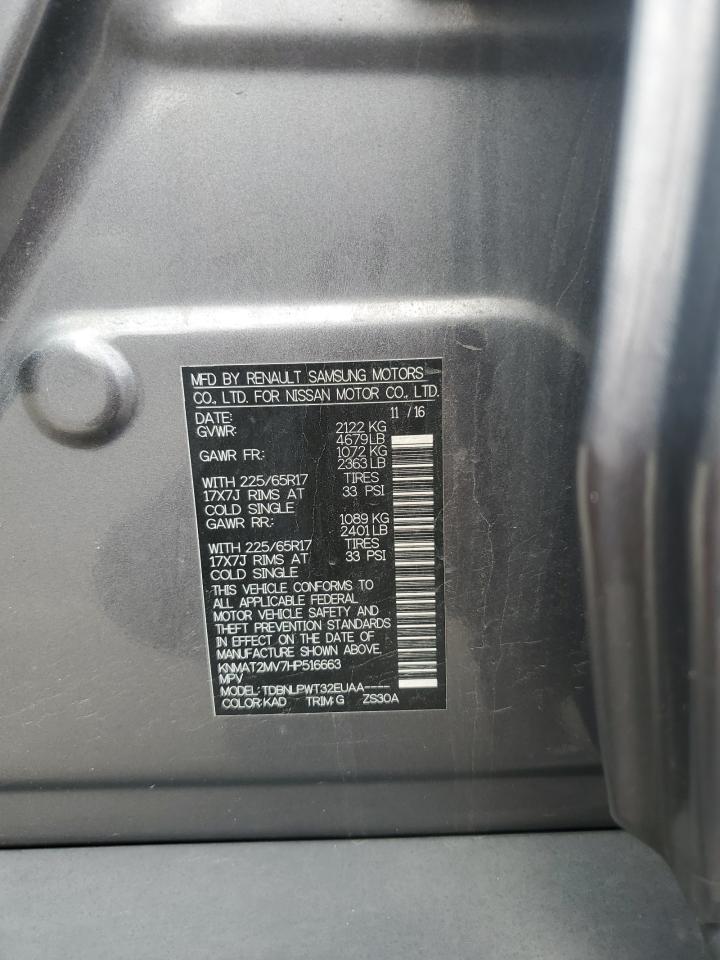 MFD BY RENAULT SAMSUNG MOTORS
CO., LTD. FOR NISSAN MOTOR CO., LTD.
DATE: 11 /16
GVWR: 2122 KG
4679LB
GAWR FR: 1072 KG
2363 LB
WITH 225/65R17 TIRES
17X7J RIMS AT 33 PSI
COLD SINGLE
GAWR RR: 1089 KG
2401 LB
WITH 225/65R17 TIRES
17X7J RIMS AT 33 PSI
COLD SINGLE
THIS VEHICLE CONFORMS TO
ALL APPLICABLE FEDERAL
MOTOR VEHICLE SAFETY AND
THEFT PREVENTION STANDARDS
IN EFFECT ON THE DATE OF
MANUFACTURE SHOWN ABOVE.
KNMAT2MV7HP516663
MPV
MODEL: TDBNLPWT32EUAA----
COLOR:KAD TRIM:G ZS30A